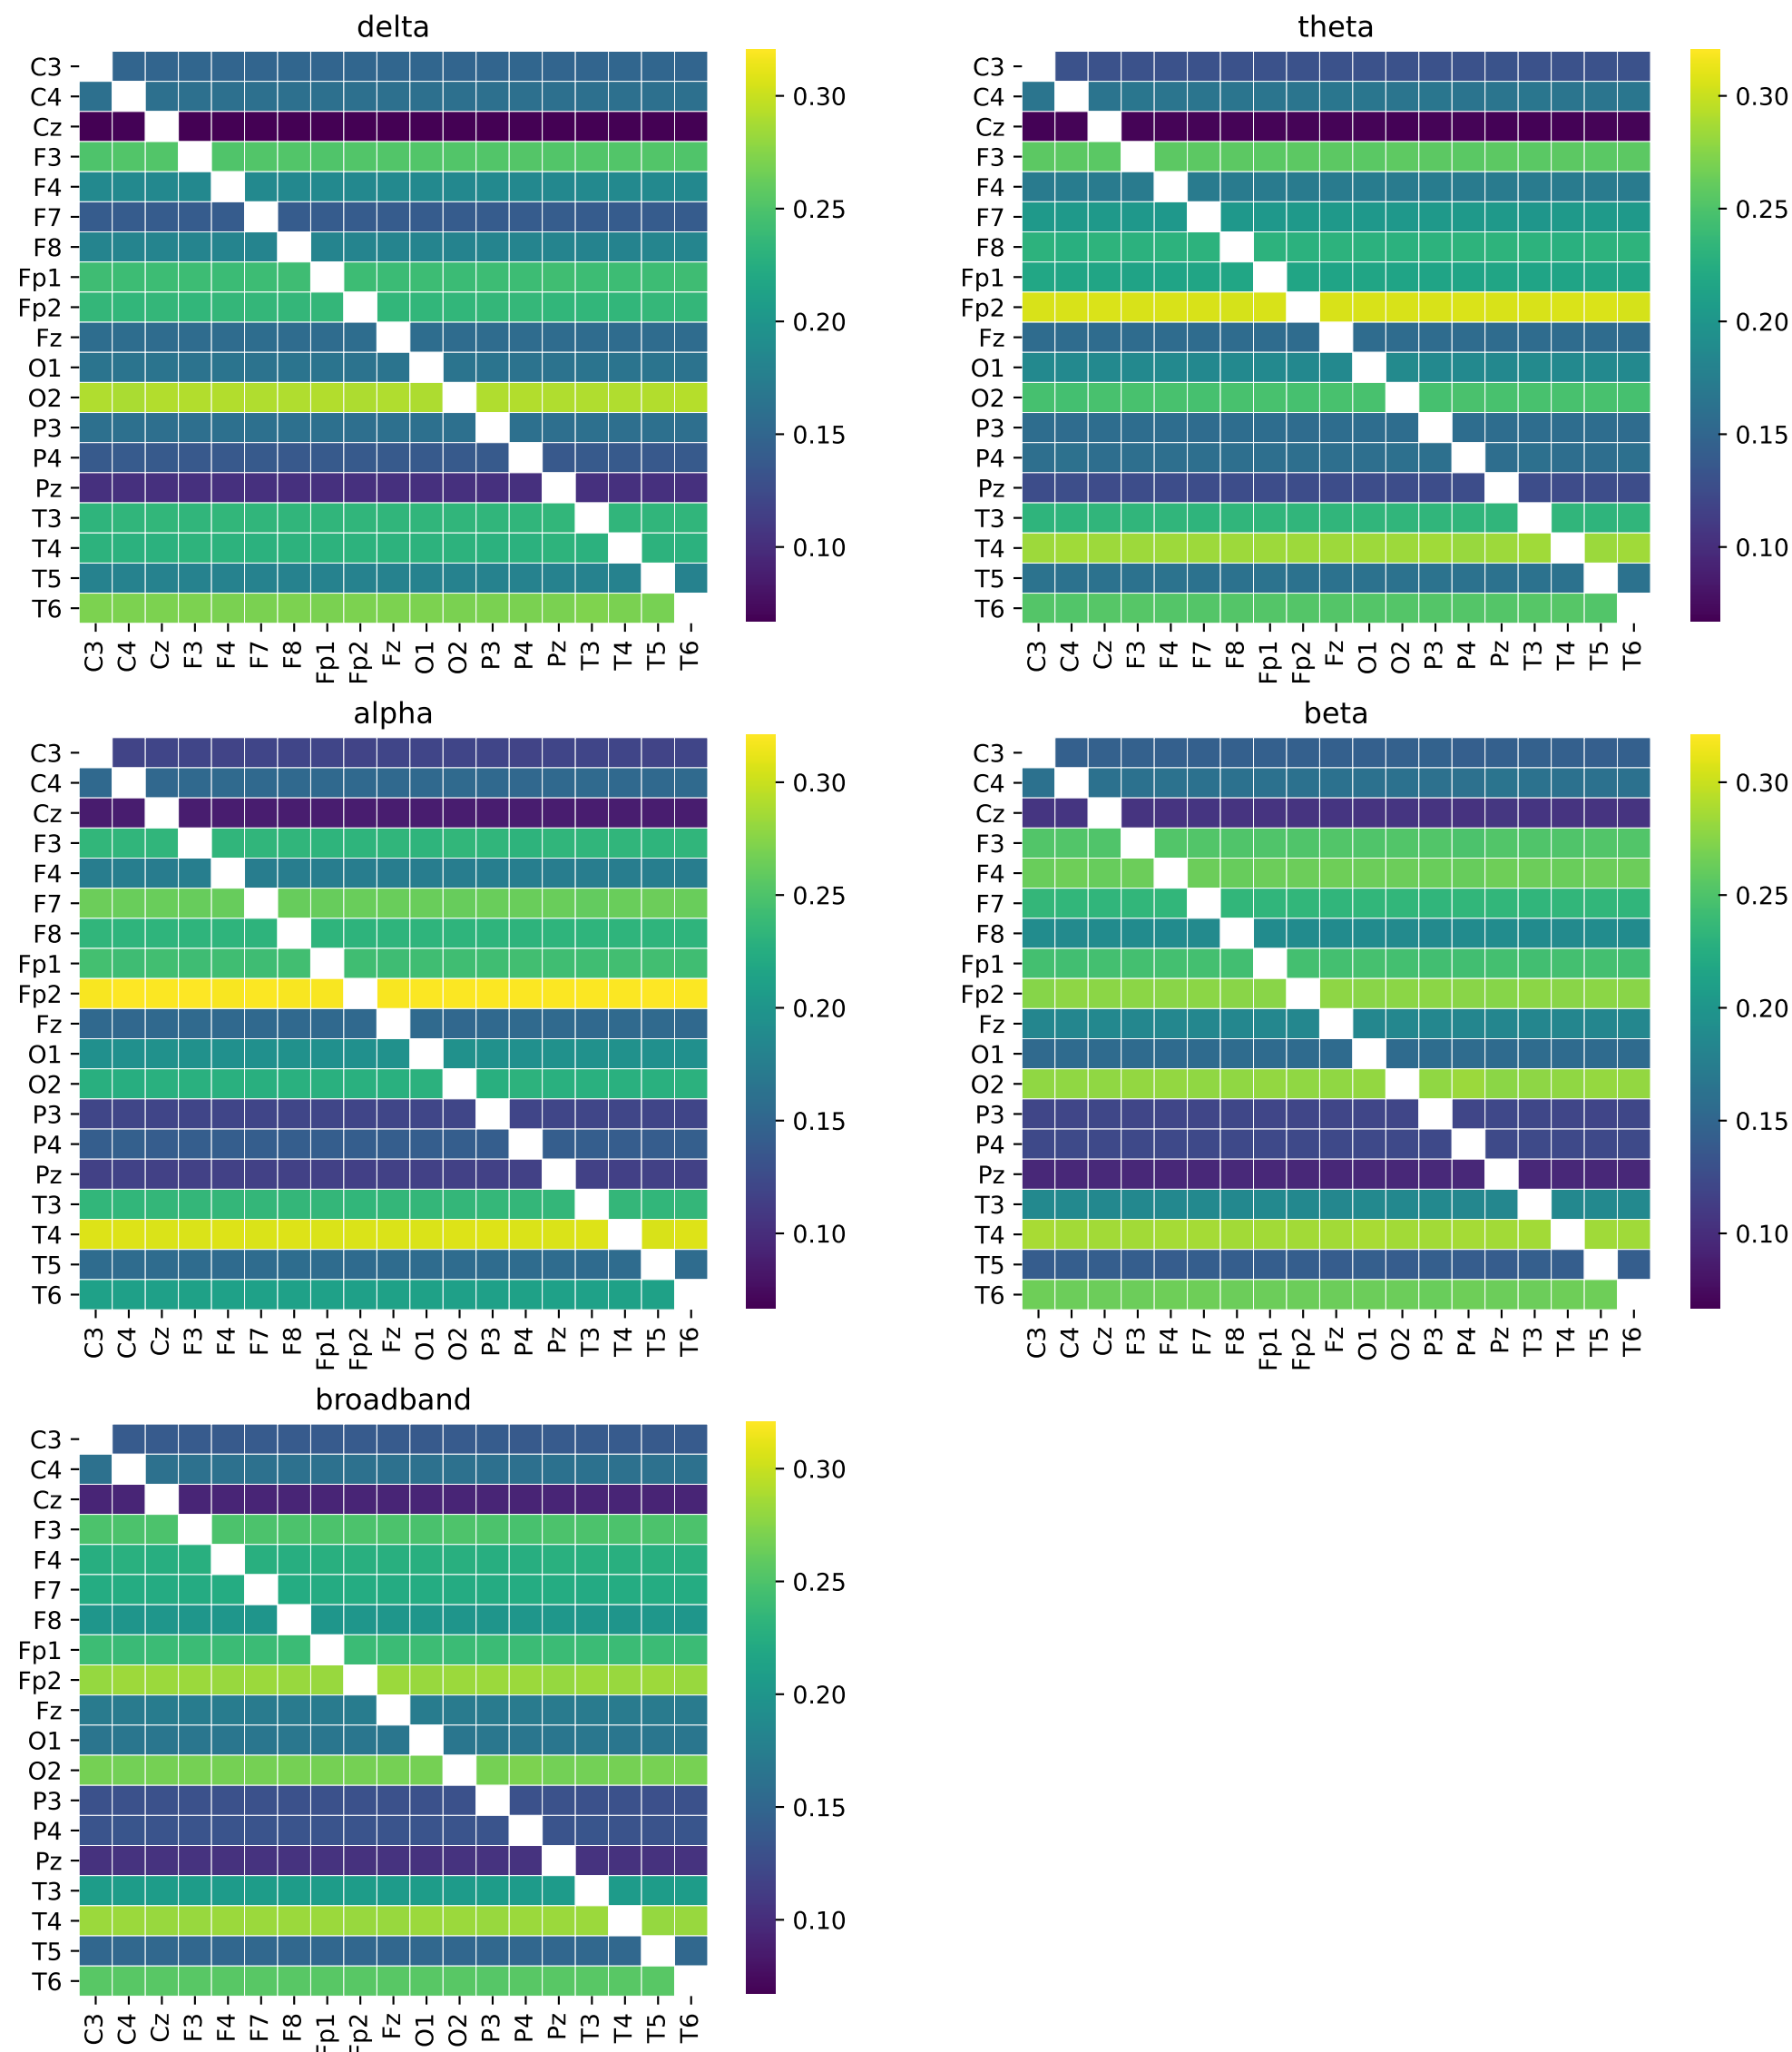 delta
C3
C4
Cz
F3
F4
F7
F8
Fp1
Fp2
Fz
O1
O2
P3
P4
Pz
T3
T4
T5
T6
C3 C4 Cz F3 F4 F7 F8 Fp1 Fp2 Fz O1 O2 P3 P4 Pz T3 T4 T5 T6
0.30
0.25
0.20
0.15
0.10
theta
C3
C4
Cz
F3
F4
F7
F8
Fp1
Fp2
Fz
O1
O2
P3
P4
Pz
T3
T4
T5
T6
C3 C4 Cz F3 F4 F7 F8 Fp1 Fp2 Fz O1 O2 P3 P4 Pz T3 T4 T5 T6
0.30
0.25
0.20
0.15
0.10
alpha
C3
C4
Cz
F3
F4
F7
F8
Fp1
Fp2
Fz
O1
O2
P3
P4
Pz
T3
T4
T5
T6
C3 C4 Cz F3 F4 F7 F8 Fp1 Fp2 Fz O1 O2 P3 P4 Pz T3 T4 T5 T6
0.30
0.25
0.20
0.15
0.10
beta
C3
C4
Cz
F3
F4
F7
F8
Fp1
Fp2
Fz
O1
O2
P3
P4
Pz
T3
T4
T5
T6
C3 C4 Cz F3 F4 F7 F8 Fp1 Fp2 Fz O1 O2 P3 P4 Pz T3 T4 T5 T6
0.30
0.25
0.20
0.15
0.10
broadband
C3
C4
Cz
F3
F4
F7
F8
Fp1
Fp2
Fz
O1
O2
P3
P4
Pz
T3
T4
T5
T6
C3 C4 Cz F3 F4 F7 F8 Fp1 Fp2 Fz O1 O2 P3 P4 Pz T3 T4 T5 T6
0.30
0.25
0.20
0.15
0.10